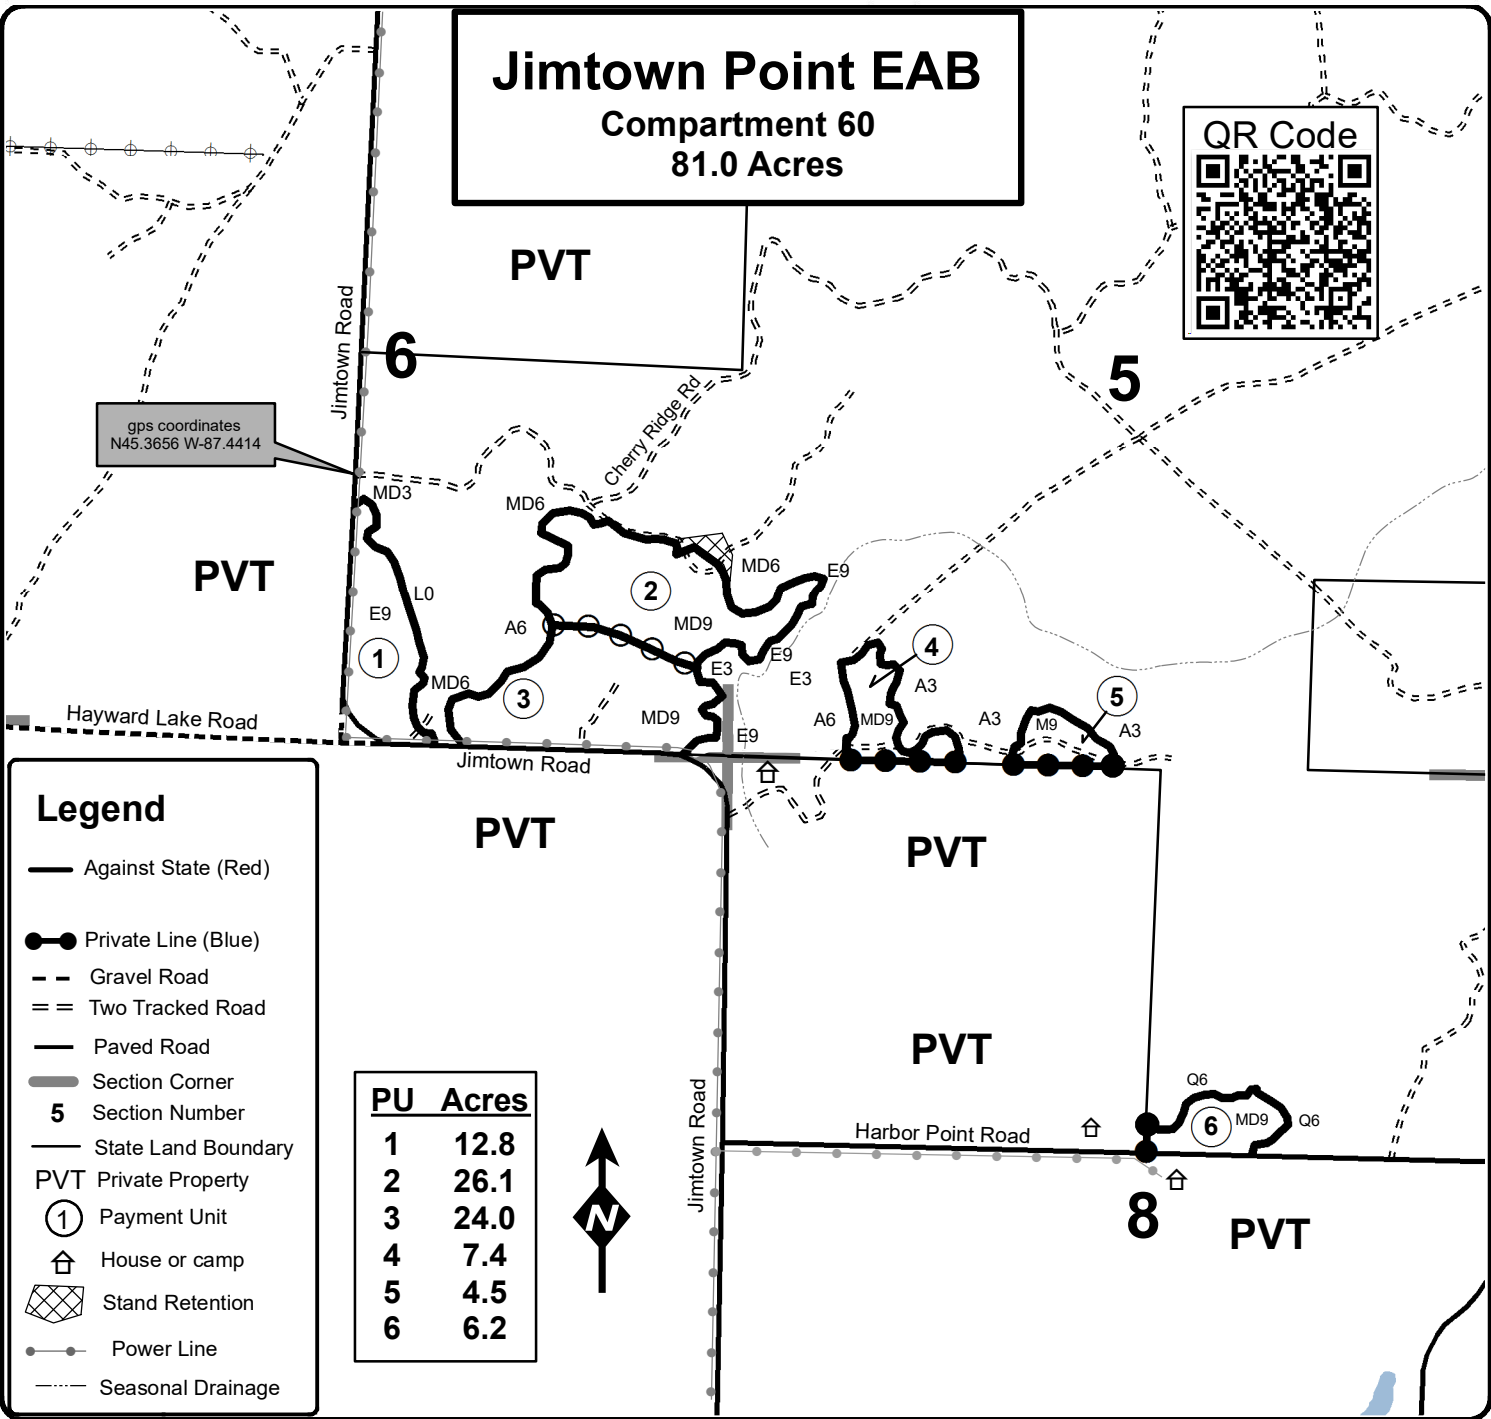 Jimtown Point EAB
Compartment 60
81.0 Acres
QR Code
PVT
Jimtown Road
6
5
Cherry Ridge Rd
gps coordinates
N45.3656 W-87.4414
MD3
MD6
PVT
MD6
E9
2
L0
E9
A6
MD9
4
1
E9
E3
E3
MD6
3
A3
5
MD9
A6
MD9
A3
M9
A3
Hayward Lake Road
E9
Jimtown Road
PVT
PVT
Legend
Against State (Red)
Private Line (Blue)
Gravel Road
Two Tracked Road
Paved Road
Section Corner
5 Section Number
State Land Boundary
PVT Private Property
1 Payment Unit
House or camp
Stand Retention
Power Line
Seasonal Drainage
PU Acres
1 12.8
2 26.1
3 24.0
4 7.4
5 4.5
6 6.2
N
Jimtown Road
PVT
Harbor Point Road
Q6
6
MD9
Q6
8
PVT